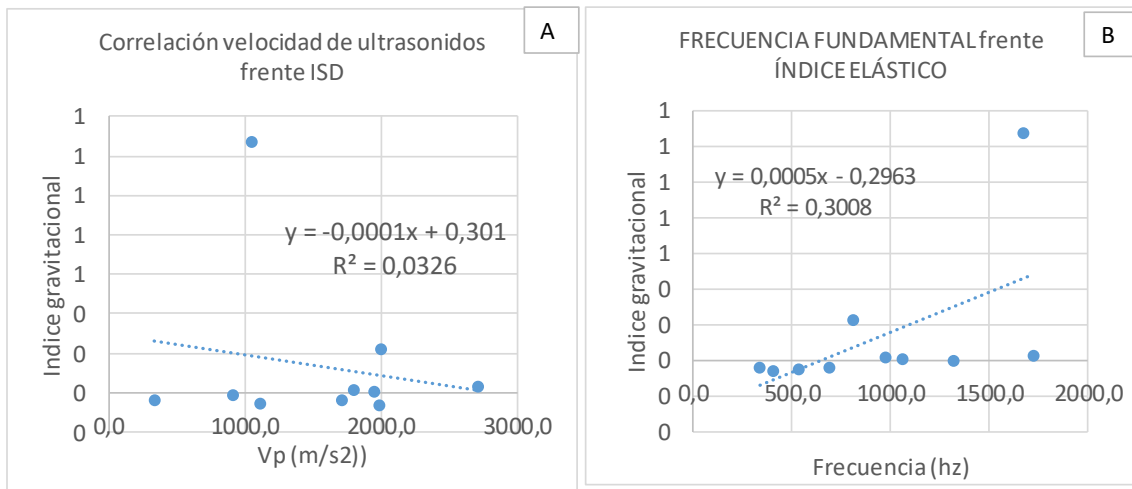 A
Correlación velocidad de ultrasonidos
frente ISD
1
1
1
1
1
0
0
0
0
Indice gravitacional
y = -0,0001x + 0,301
R² = 0,0326
0,0 1000,0 2000,0 3000,0
Vp (m/s2))
B
FRECUENCIA FUNDAMENTAL frente
ÍNDICE ELÁSTICO
1
1
1
1
1
0
0
0
0
0
Indice gravitacional
y = 0,0005x - 0,2963
R² = 0,3008
0,0 500,0 1000,0 1500,0 2000,0
Frecuencia (hz)